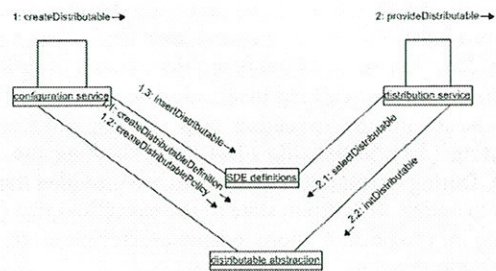 1: createDistributable
2: provideDistributable
configuration service
distribution service
1.3: insertDistributable
1.1: createDistributableDefinition
1.2: createDistributablePolicy
2.1: selectDistributable
SDE definitions
2.2: initDistributable
distributable abstraction